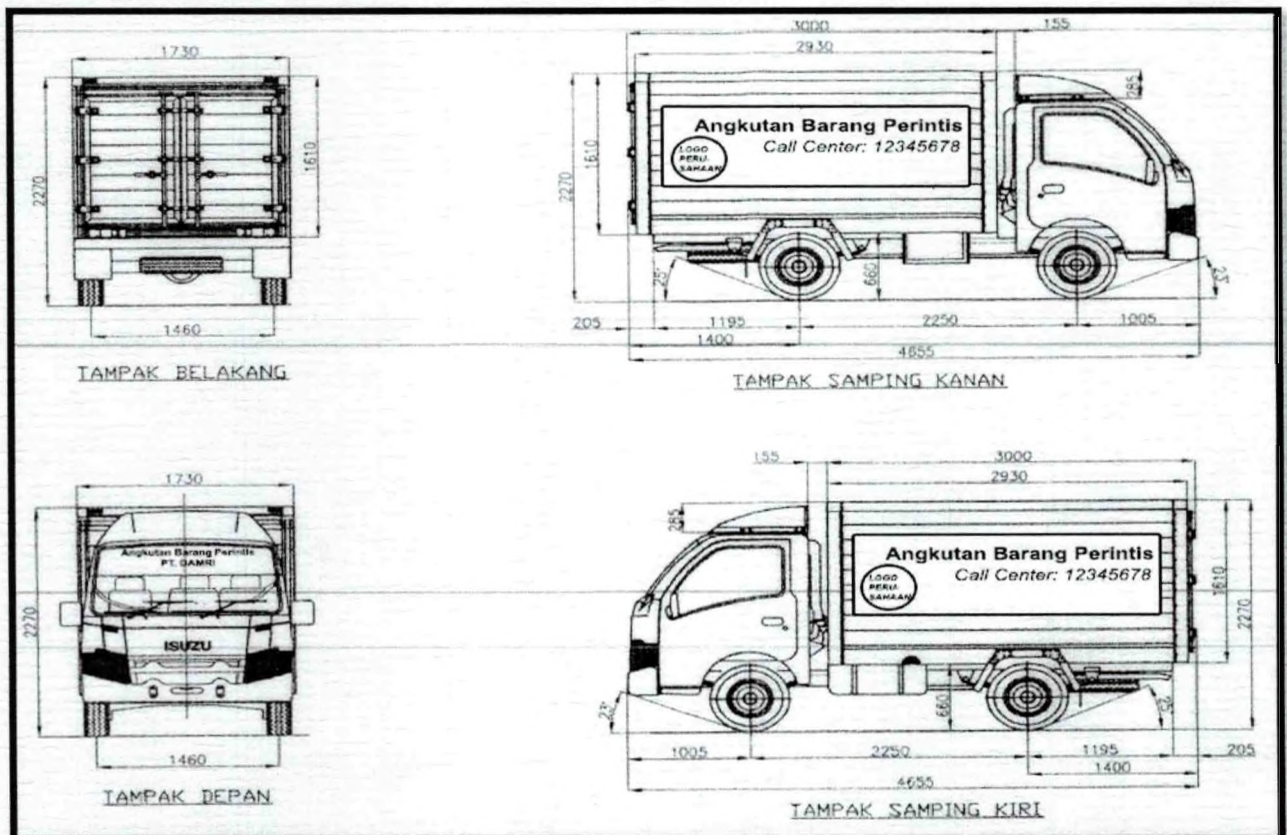 1730
2270
1610
1460
TAMPAK BELAKANG
3000
155
2930
285
2270
1610
Angkutan Barang Perintis
Call Center: 12345678
LOGO
PERU-
SAHAAN
25°
660
23°
205
1195
2250
1005
1400
4655
TAMPAK SAMPING KANAN
1730
2270
Angkutan Barang Perintis
PT. DAMRI
ISUZU
1460
TAMPAK DEPAN
155
3000
2930
285
Angkutan Barang Perintis
Call Center: 12345678
LOGO
PERU-
SAHAAN
1610
2270
23°
660
25°
1005
2250
1195
205
1400
4655
TAMPAK SAMPING KIRI